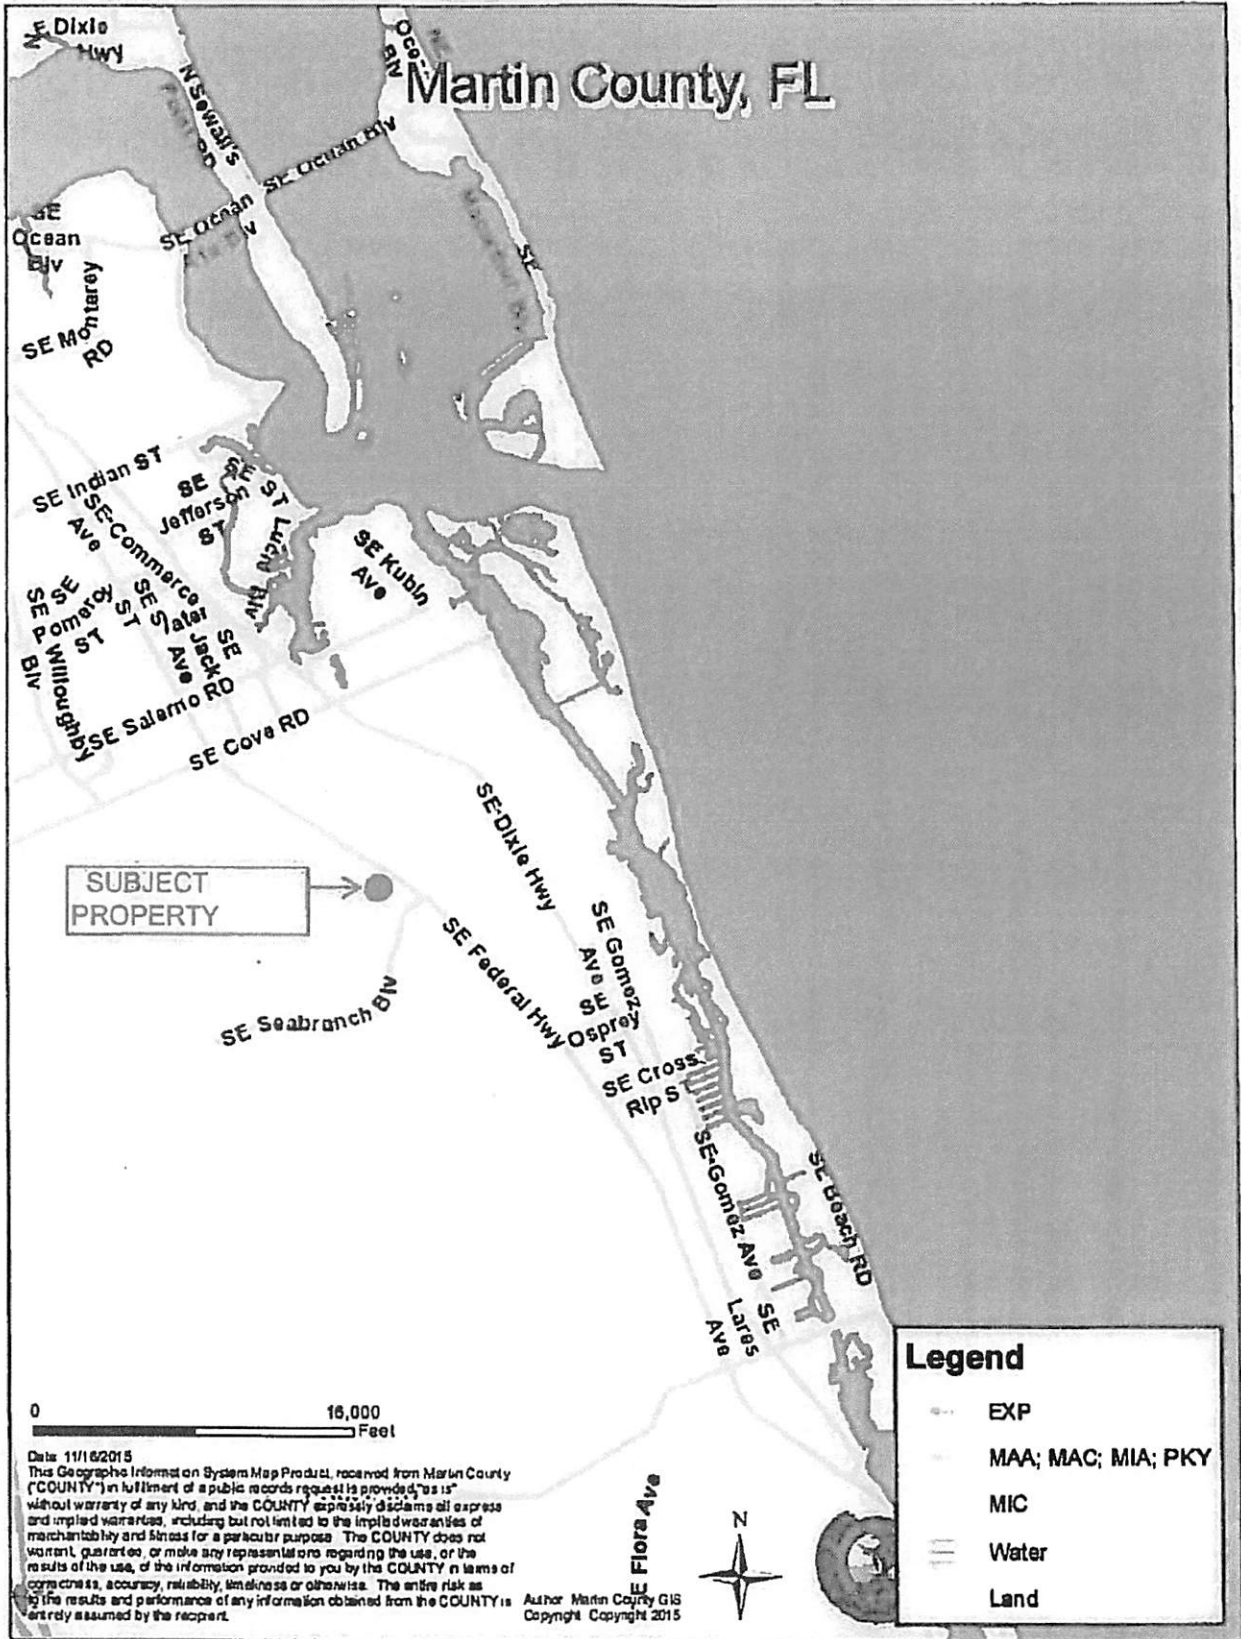 NE Dixie
Hwy
N Sewall's
Point RD
Oce
Blv
NE
Martin County, FL
SE Ocean Blv
SE Ocean
Blv
SE
Ocean
Blv
SE Monterey
RD
SE
SE Indian ST
SE
Jefferson
ST
SE
ST
SE Commerce
Ave
SE Kubin
Ave
SE
Pomeroy
ST
SE
ST
SE Slater
Ave
SE
Jack
SE Willoughby
Blv
SE Salerno RD
SE Cove RD
SE Dixie Hwy
SUBJECT
PROPERTY
SE Gomez
Ave
SE Federal Hwy
SE Seabranch Blv
SE
Osprey
ST
SE Cross
Rip ST
SE Gomez Ave
SE Beach RD
SE
Lares
Ave
E Flora Ave
0 16,000
Feet
Date 11/16/2015
This Geographic Information System Map Product, received from Martin County
("COUNTY") in fulfillment of a public records request is provided "as is"
without warranty of any kind, and the COUNTY expressly disclaims all express
and implied warranties, including but not limited to the implied warranties of
merchantability and fitness for a particular purpose The COUNTY does not
warrant, guarantee, or make any representations regarding the use, or the
results of the use, of the information provided to you by the COUNTY in terms of
correctness, accuracy, reliability, timeliness or otherwise. The entire risk as
to the results and performance of any information obtained from the COUNTY is
entirely assumed by the recipient.
Author Martin County GIS
Copyright Copyright 2015
N
Legend
EXP
MAA; MAC; MIA; PKY
MIC
Water
Land